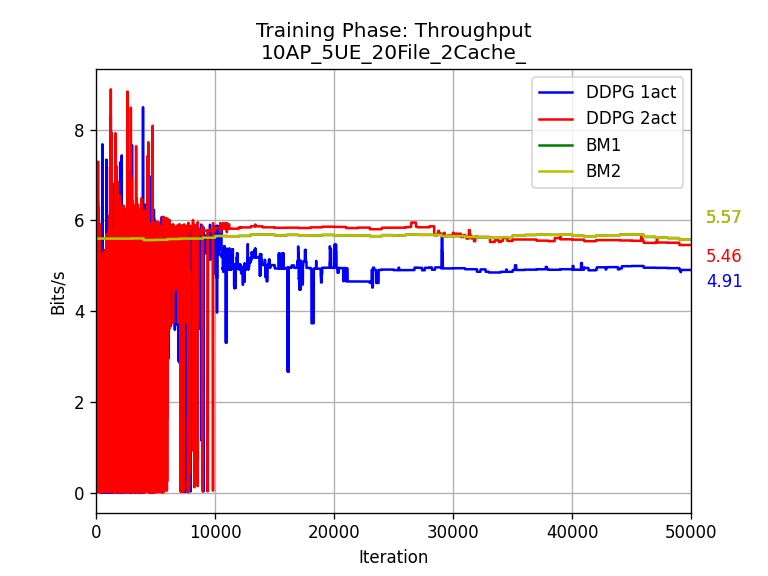 Training Phase: Throughput
10AP_5UE_20File_2Cache_
DDPG 1act
DDPG 2act
BM1
BM2
8
6
4
2
0
Bits/s
5.57
5.46
4.91
0
10000
20000
30000
40000
50000
Iteration